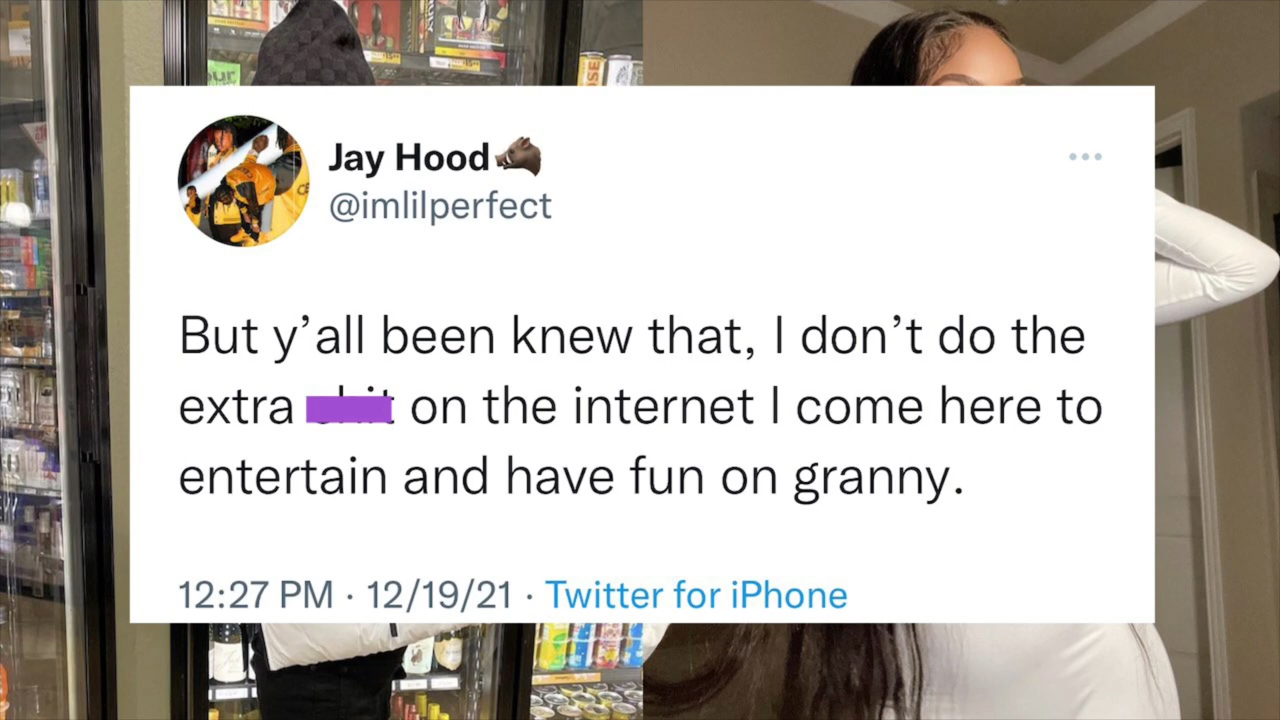 Jay Hood🐗
@imlilperfect
But y’all been knew that, I don’t do the
extra on the internet I come here to
entertain and have fun on granny.
12:27 PM · 12/19/21 · Twitter for iPhone